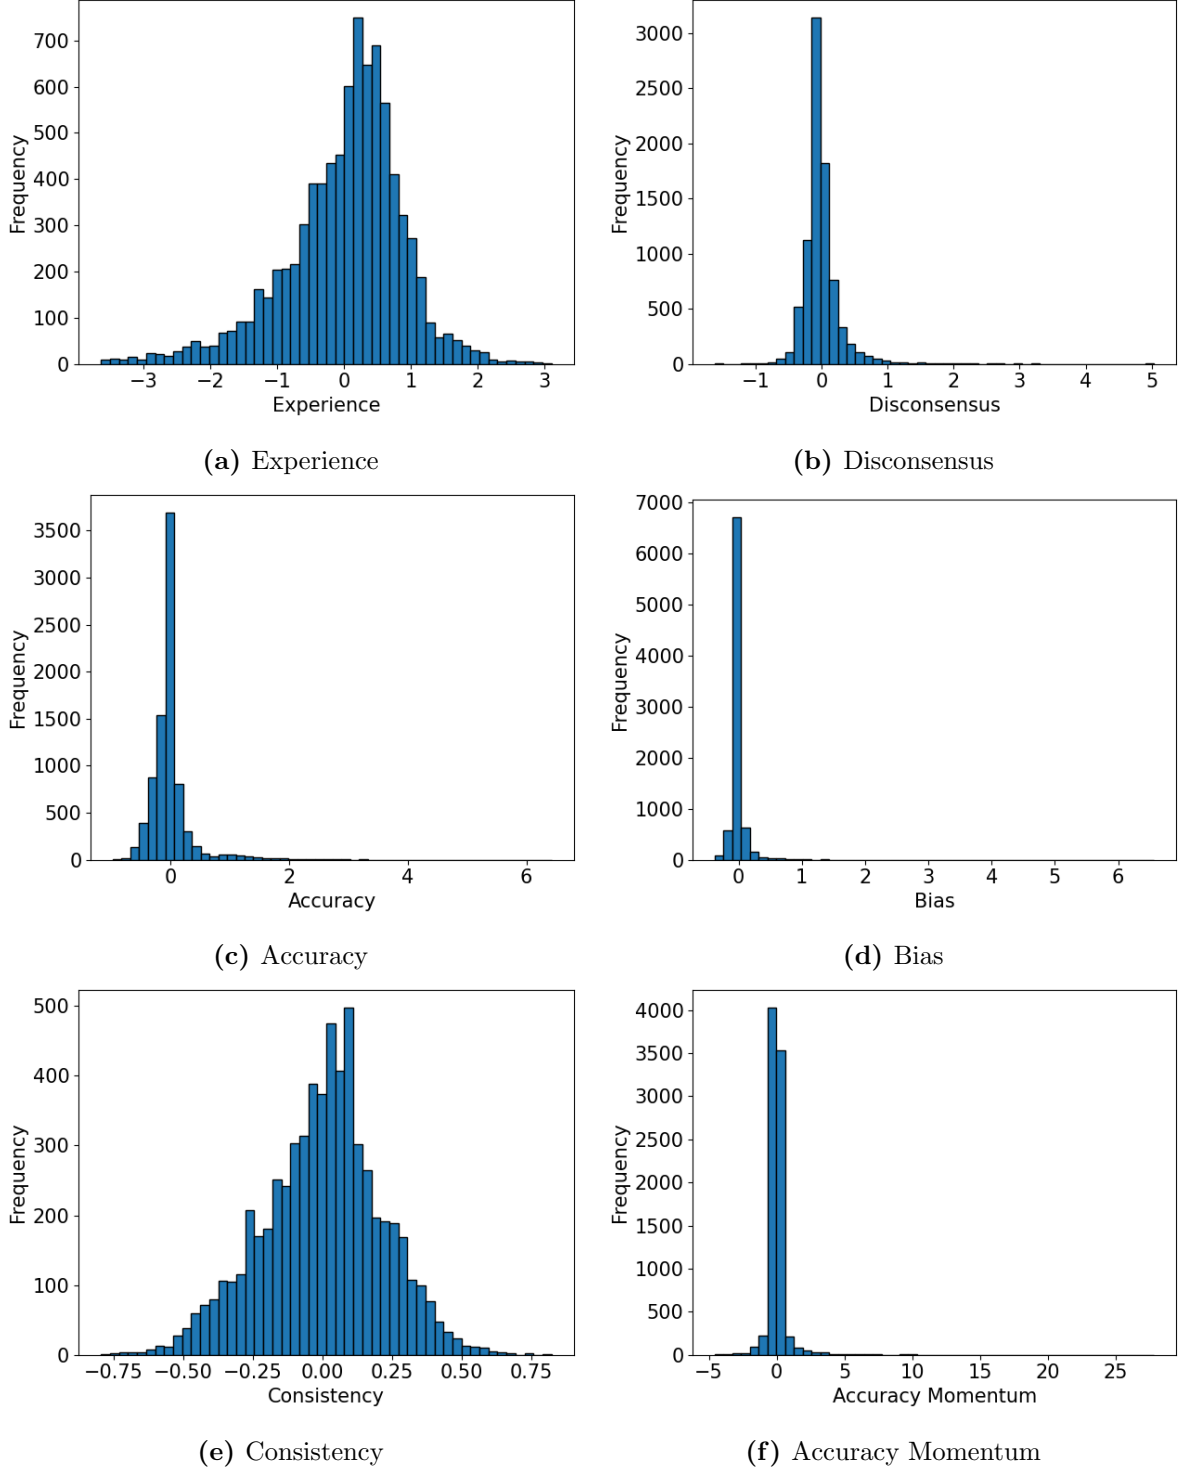 700
600
500
400
300
200
100
0
Frequency
−3 −2 −1 0 1 2 3
Experience
(a) Experience
3000
2500
2000
1500
1000
500
0
Frequency
−1 0 1 2 3 4 5
Disconsensus
(b) Disconsensus
3500
3000
2500
2000
1500
1000
500
0
Frequency
0 2 4 6
Accuracy
(c) Accuracy
7000
6000
5000
4000
3000
2000
1000
0
Frequency
0 1 2 3 4 5 6
Bias
(d) Bias
500
400
300
200
100
0
Frequency
−0.75 −0.50 −0.25 0.00 0.25 0.50 0.75
Consistency
(e) Consistency
4000
3500
3000
2500
2000
1500
1000
500
0
Frequency
−5 0 5 10 15 20 25
Accuracy Momentum
(f) Accuracy Momentum